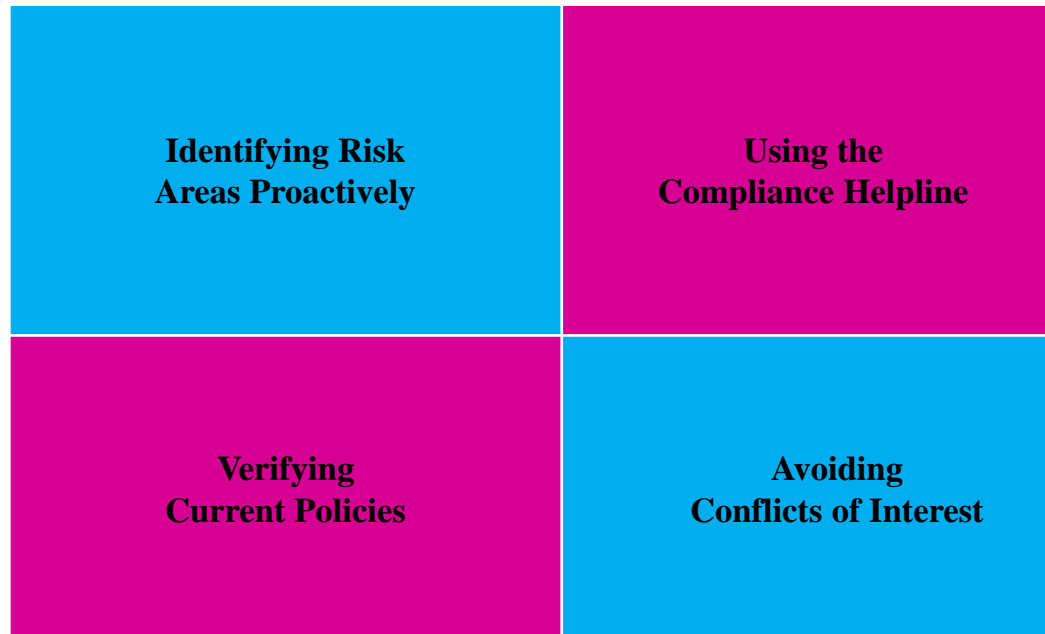 Identifying Risk
Areas Proactively
Using the
Compliance Helpline
Verifying
Current Policies
Avoiding
Conflicts of Interest